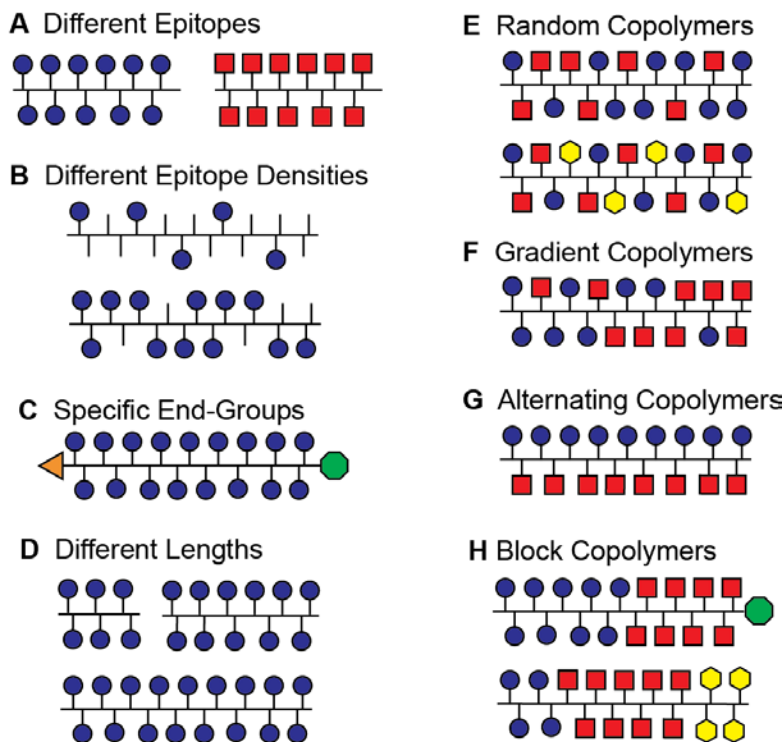 A Different Epitopes
B Different Epitope Densities
C Specific End-Groups
D Different Lengths
E Random Copolymers
F Gradient Copolymers
G Alternating Copolymers
H Block Copolymers